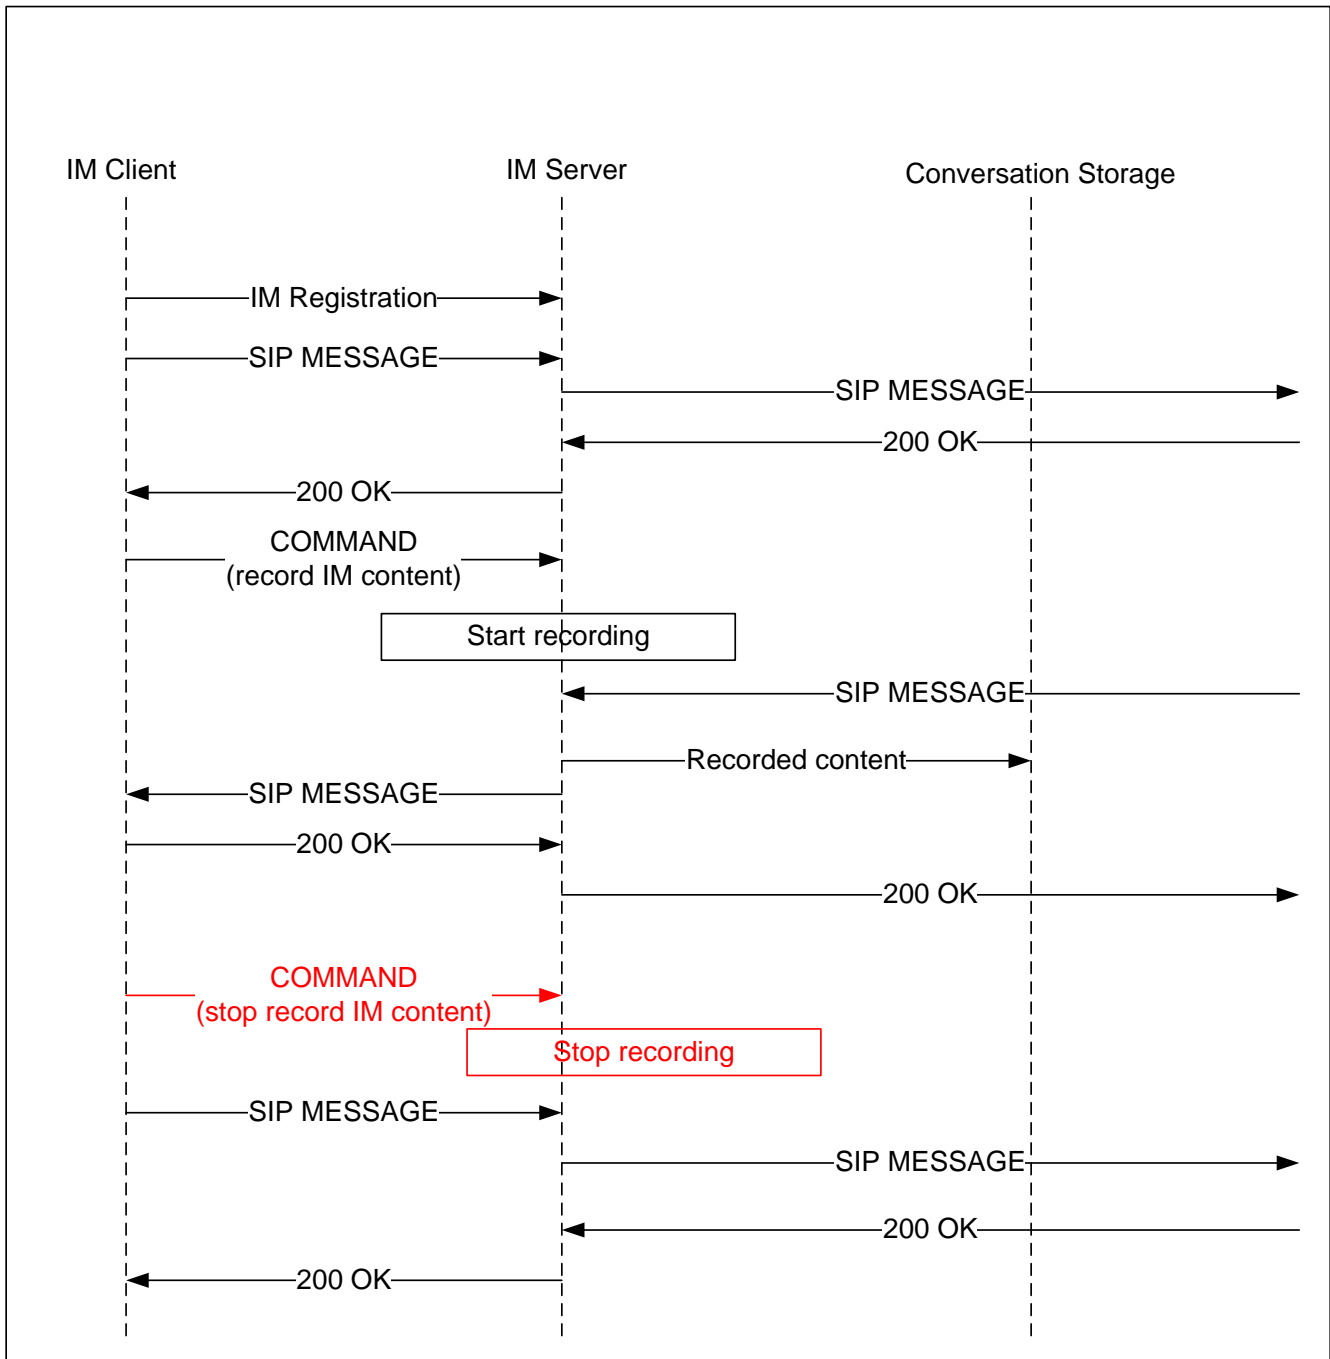 IM Client
IM Server
Conversation Storage
IM Registration
SIP MESSAGE
SIP MESSAGE
200 OK
200 OK
COMMAND
(record IM content)
Start recording
SIP MESSAGE
Recorded content
SIP MESSAGE
200 OK
200 OK
COMMAND
(stop record IM content)
Stop recording
SIP MESSAGE
SIP MESSAGE
200 OK
200 OK